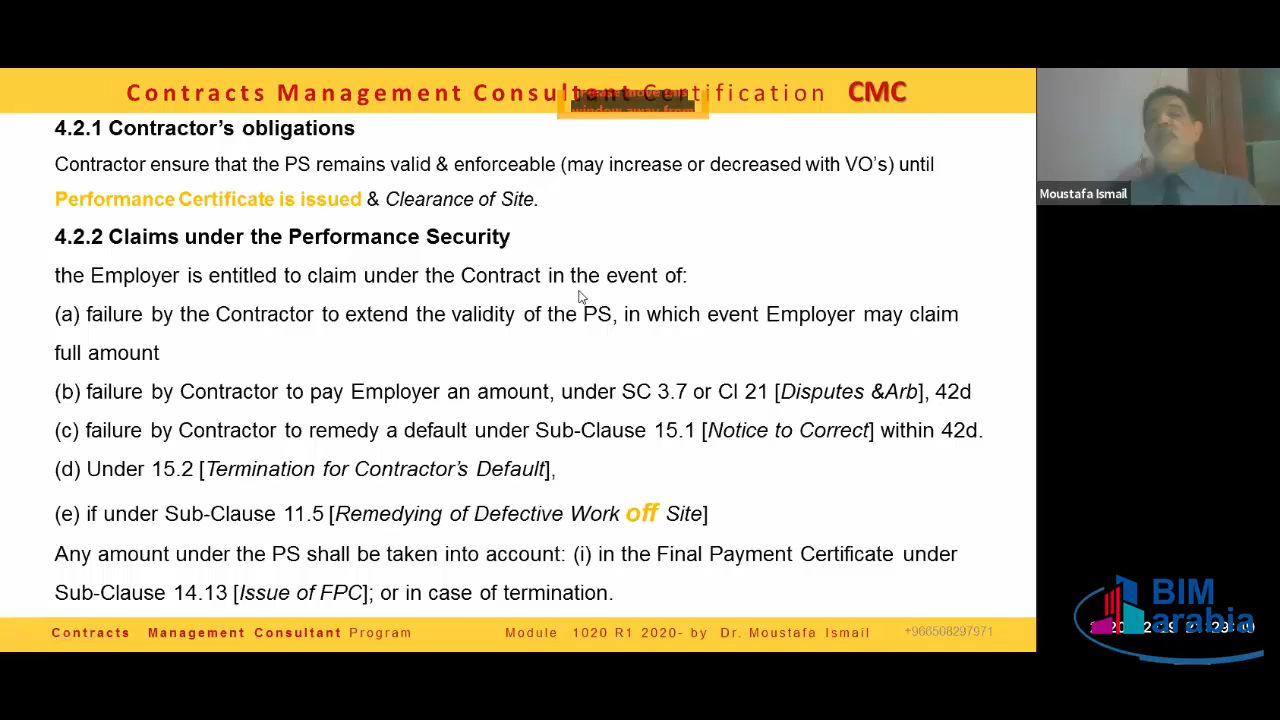 Contracts Management Consultant Certification CMC
4.2.1 Contractor's obligations
Contractor ensure that the PS remains valid & enforceable (may increase or decreased with VO's) until
Performance Certificate is issued & Clearance of Site.
4.2.2 Claims under the Performance Security
the Employer is entitled to claim under the Contract in the event of:
(a) failure by the Contractor to extend the validity of the PS, in which event Employer may claim
full amount
(b) failure by Contractor to pay Employer an amount, under SC 3.7 or Cl 21 [Disputes &Arb], 42d
(c) failure by Contractor to remedy a default under Sub-Clause 15.1 [Notice to Correct] within 42d.
(d) Under 15.2 [Termination for Contractor's Default],
(e) if under Sub-Clause 11.5 [Remedying of Defective Work off Site]
Any amount under the PS shall be taken into account: (i) in the Final Payment Certificate under
Sub-Clause 14.13 [Issue of FPC]; or in case of termination.
Contracts Management Consultant Program
Module 1020 R1 2020- by Dr. Moustafa Ismail
+966508297971
Moustafa Ismail
BIM
arabia